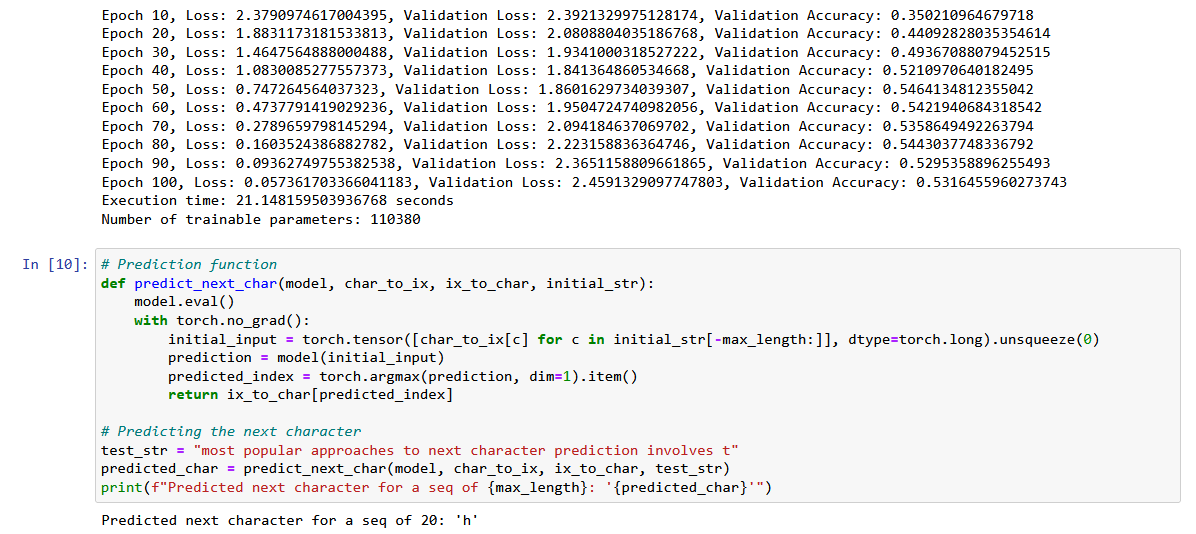 Epoch 10, Loss: 2.3790974617004395, Validation Loss: 2.3921329975128174, Validation Accuracy: 0.350210964679718
Epoch 20, Loss: 1.8831173181533813, Validation Loss: 2.0808804035186768, Validation Accuracy: 0.44092828035354614
Epoch 30, Loss: 1.4647564888000488, Validation Loss: 1.9341000318527222, Validation Accuracy: 0.49367088079452515
Epoch 40, Loss: 1.0830085277557373, Validation Loss: 1.841364860534668, Validation Accuracy: 0.5210970640182495
Epoch 50, Loss: 0.747264564037323, Validation Loss: 1.8601629734039307, Validation Accuracy: 0.5464134812355042
Epoch 60, Loss: 0.4737791419029236, Validation Loss: 1.9504724740982056, Validation Accuracy: 0.5421940684318542
Epoch 70, Loss: 0.2789659798145294, Validation Loss: 2.094184637069702, Validation Accuracy: 0.5358649492263794
Epoch 80, Loss: 0.1603524386882782, Validation Loss: 2.223158836364746, Validation Accuracy: 0.5443037748336792
Epoch 90, Loss: 0.09362749755382538, Validation Loss: 2.3651158809661865, Validation Accuracy: 0.5295358896255493
Epoch 100, Loss: 0.057361703366041183, Validation Loss: 2.4591329097747803, Validation Accuracy: 0.5316455960273743
Execution time: 21.148159503936768 seconds
Number of trainable parameters: 110380
In [10]: # Prediction function
def predict_next_char(model, char_to_ix, ix_to_char, initial_str):
    model.eval()
    with torch.no_grad():
        initial_input = torch.tensor([char_to_ix[c] for c in initial_str[-max_length:]], dtype=torch.long).unsqueeze(0)
        prediction = model(initial_input)
        predicted_index = torch.argmax(prediction, dim=1).item()
        return ix_to_char[predicted_index]
# Predicting the next character
test_str = "most popular approaches to next character prediction involves t"
predicted_char = predict_next_char(model, char_to_ix, ix_to_char, test_str)
print(f"Predicted next character for a seq of {max_length}: '{predicted_char}'")
Predicted next character for a seq of 20: 'h'